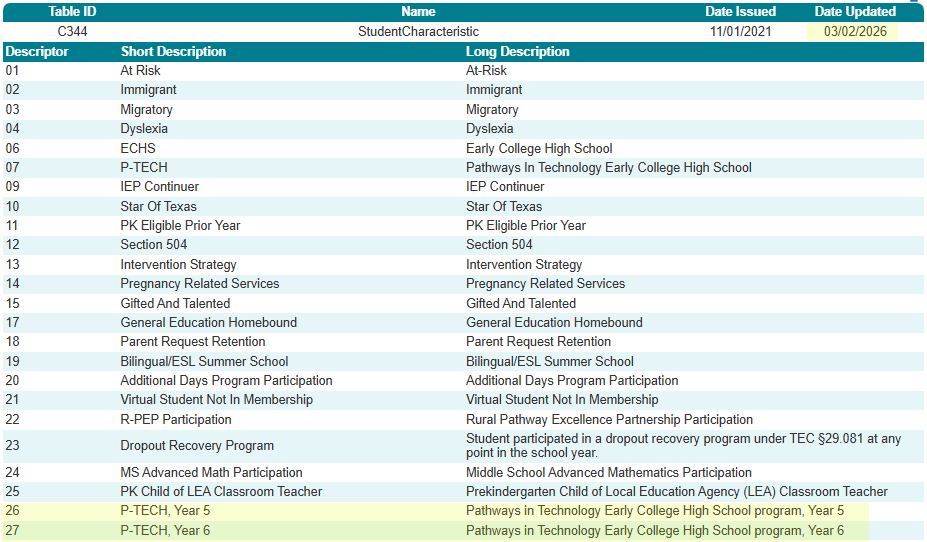 Table ID Name Date Issued Date Updated
C344 StudentCharacteristic 11/01/2021 03/02/2026
Descriptor Short Description Long Description
01 At Risk At-Risk
02 Immigrant Immigrant
03 Migratory Migratory
04 Dyslexia Dyslexia
06 ECHS Early College High School
07 P-TECH Pathways In Technology Early College High School
09 IEP Continuer IEP Continuer
10 Star Of Texas Star Of Texas
11 PK Eligible Prior Year PK Eligible Prior Year
12 Section 504 Section 504
13 Intervention Strategy Intervention Strategy
14 Pregnancy Related Services Pregnancy Related Services
15 Gifted And Talented Gifted And Talented
17 General Education Homebound General Education Homebound
18 Parent Request Retention Parent Request Retention
19 Bilingual/ESL Summer School Bilingual/ESL Summer School
20 Additional Days Program Participation Additional Days Program Participation
21 Virtual Student Not In Membership Virtual Student Not In Membership
22 R-PEP Participation Rural Pathway Excellence Partnership Participation
23 Dropout Recovery Program Student participated in a dropout recovery program under TEC §29.081 at any
point in the school year.
24 MS Advanced Math Participation Middle School Advanced Mathematics Participation
25 PK Child of LEA Classroom Teacher Prekindergarten Child of Local Education Agency (LEA) Classroom Teacher
26 P-TECH, Year 5 Pathways in Technology Early College High School program, Year 5
27 P-TECH, Year 6 Pathways in Technology Early College High School program, Year 6